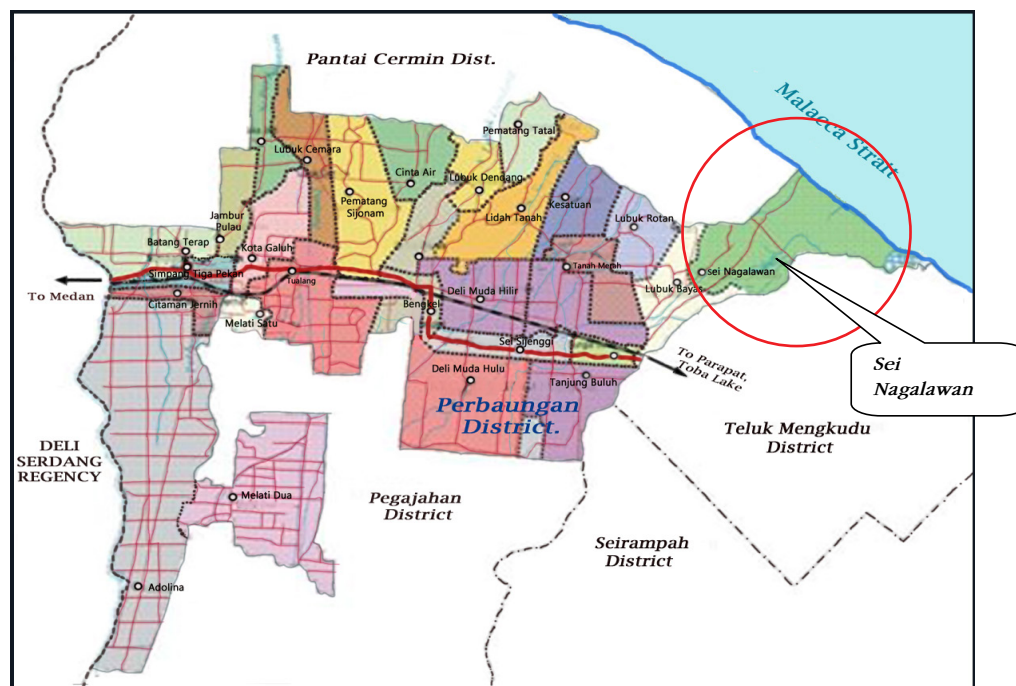 Pantai Cermin Dist.
Malacca Strait
Pematang Tatal
Lubuk Cemara
Cinta Air
Lubuk Dendang
Pematang
Sijonam
Kesatuan
Lidah Tanah
Jambur
Pulau
Lubuk Rotan
Batang Terap
Kota Galuh
Simpang Tiga Pekan
Tualang
Tanah Merah
sei Nagalawan
Lubuk Bayas
To Medan
Citaman Jernih
Melati Satu
Bengkel
Deli Muda Hilir
Sei Sijenggi
Deli Muda Hulu
Tanjung Buluh
To Parapat,
Toba Lake
Sei
Nagalawan
Perbaungan
District.
Teluk Mengkudu
District
DELI
SERDANG
REGENCY
Melati Dua
Pegajahan
District
Seirampah
District
Adolina